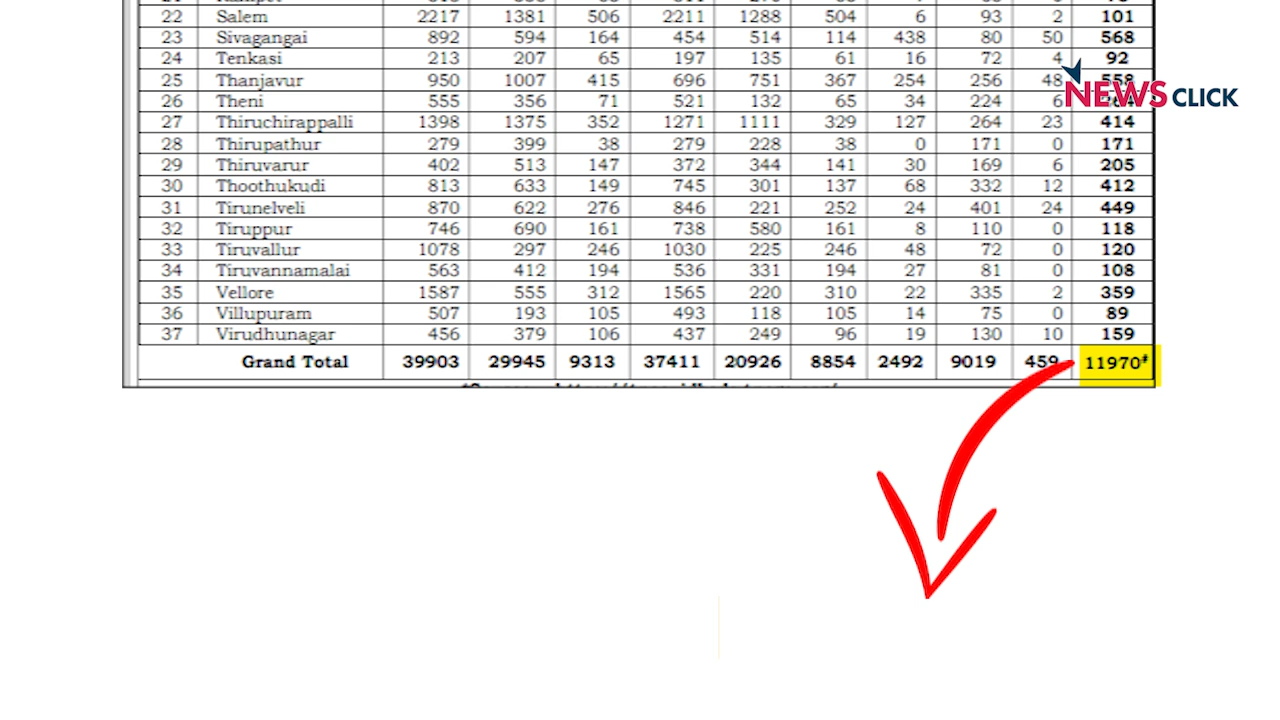 22 Salem 2217 1381 506 2211 1288 504 6 93 2 101
23 Sivagangai 892 594 164 454 514 114 438 80 50 568
24 Tenkasi 213 207 65 197 135 61 16 72 4 92
25 Thanjavur 950 1007 415 696 751 367 254 256 48 558
26 Theni 555 356 71 521 132 65 34 224 6
NEWS CLICK
27 Thiruchirappalli 1398 1375 352 1271 1111 329 127 264 23 414
28 Thirupathur 279 399 38 279 228 38 0 171 0 171
29 Thiruvarur 402 513 147 372 344 141 30 169 6 205
30 Thoothukudi 813 633 149 745 301 137 68 332 12 412
31 Tirunelveli 870 622 276 846 221 252 24 401 24 449
32 Tiruppur 746 690 161 738 580 161 8 110 0 118
33 Tiruvallur 1078 297 246 1030 225 246 48 72 0 120
34 Tiruvannamalai 563 412 194 536 331 194 27 81 0 108
35 Vellore 1587 555 312 1565 220 310 22 335 2 359
36 Villupuram 507 193 105 493 118 105 14 75 0 89
37 Virudhunagar 456 379 106 437 249 96 19 130 10 159
Grand Total 39903 29945 9313 37411 20926 8854 2492 9019 459 11970#